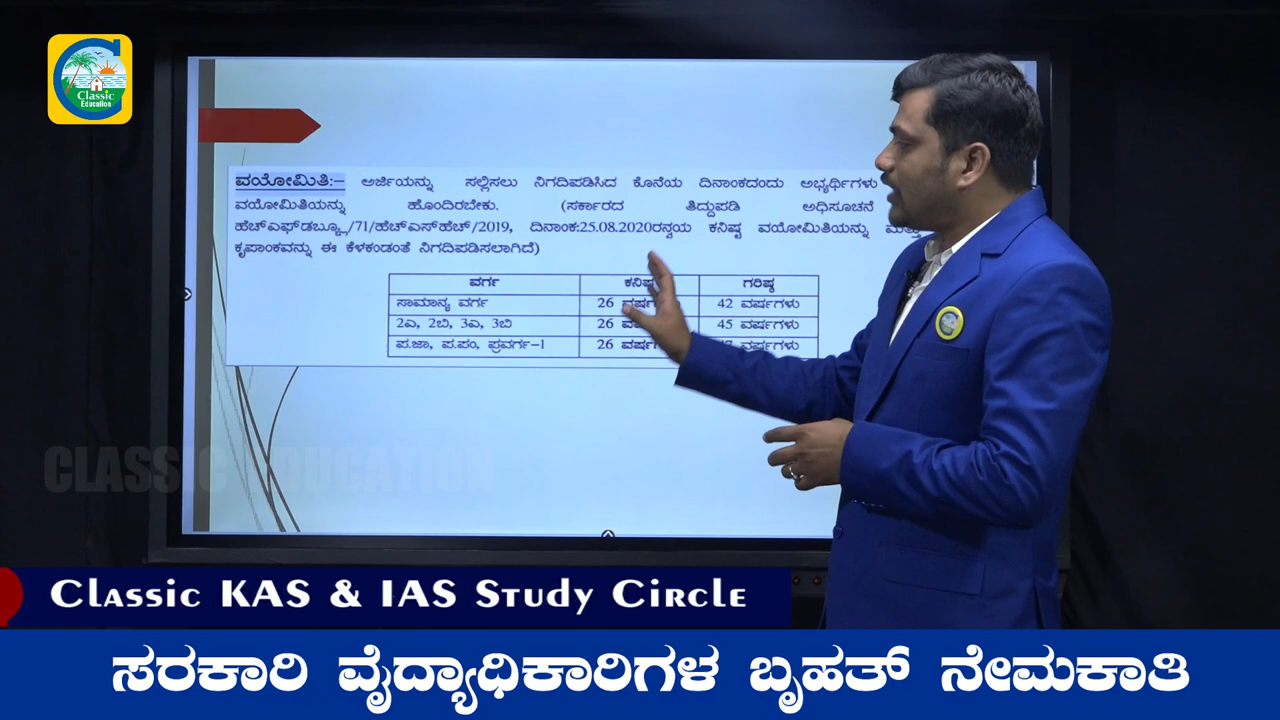 Classic
Education
ವಯೋಮಿತಿ:– ಅರ್ಜಿಯನ್ನು ಸಲ್ಲಿಸಲು ನಿಗದಿಪಡಿಸಿದ ಕೊನೆಯ ದಿನಾಂಕದಂದು ಅಭ್ಯರ್ಥಿಗಳು
ವಯೋಮಿತಿಯನ್ನು ಹೊಂದಿರಬೇಕು. (ಸರ್ಕಾರದ ತಿದ್ದುಪಡಿ ಅಧಿಸೂಚನೆ
ಹೆಚ್ಎಫ್‌ಡಬ್ಲ್ಯೂ/71/ಹೆಚ್ಎಸ್‌ಹೆಚ್/2019, ದಿನಾಂಕ:25.08.2020ರನ್ವಯ ಕನಿಷ್ಟ ವಯೋಮಿತಿಯನ್ನು
ಕೃಪಾಂಕವನ್ನು ಈ ಕೆಳಕಂಡಂತೆ ನಿಗದಿಪಡಿಸಲಾಗಿದೆ)
ವರ್ಗ ಗರಿಷ್ಠ
ಸಾಮಾನ್ಯ ವರ್ಗ 26 42 ವರ್ಷಗಳು
2ಎ, 2ಬಿ, 3ಎ, 3ಬಿ 26 45 ವರ್ಷಗಳು
ಪ.ಜಾ, ಪ.ಪಂ, ಪ್ರವರ್ಗ-1 26 ವರ್ಷಗಳು
CLASSIC EDUCATION
Classic KAS & IAS Study Circle
ಸರಕಾರಿ ವೈದ್ಯಾಧಿಕಾರಿಗಳ ಬೃಹತ್ ನೇಮಕಾತಿ